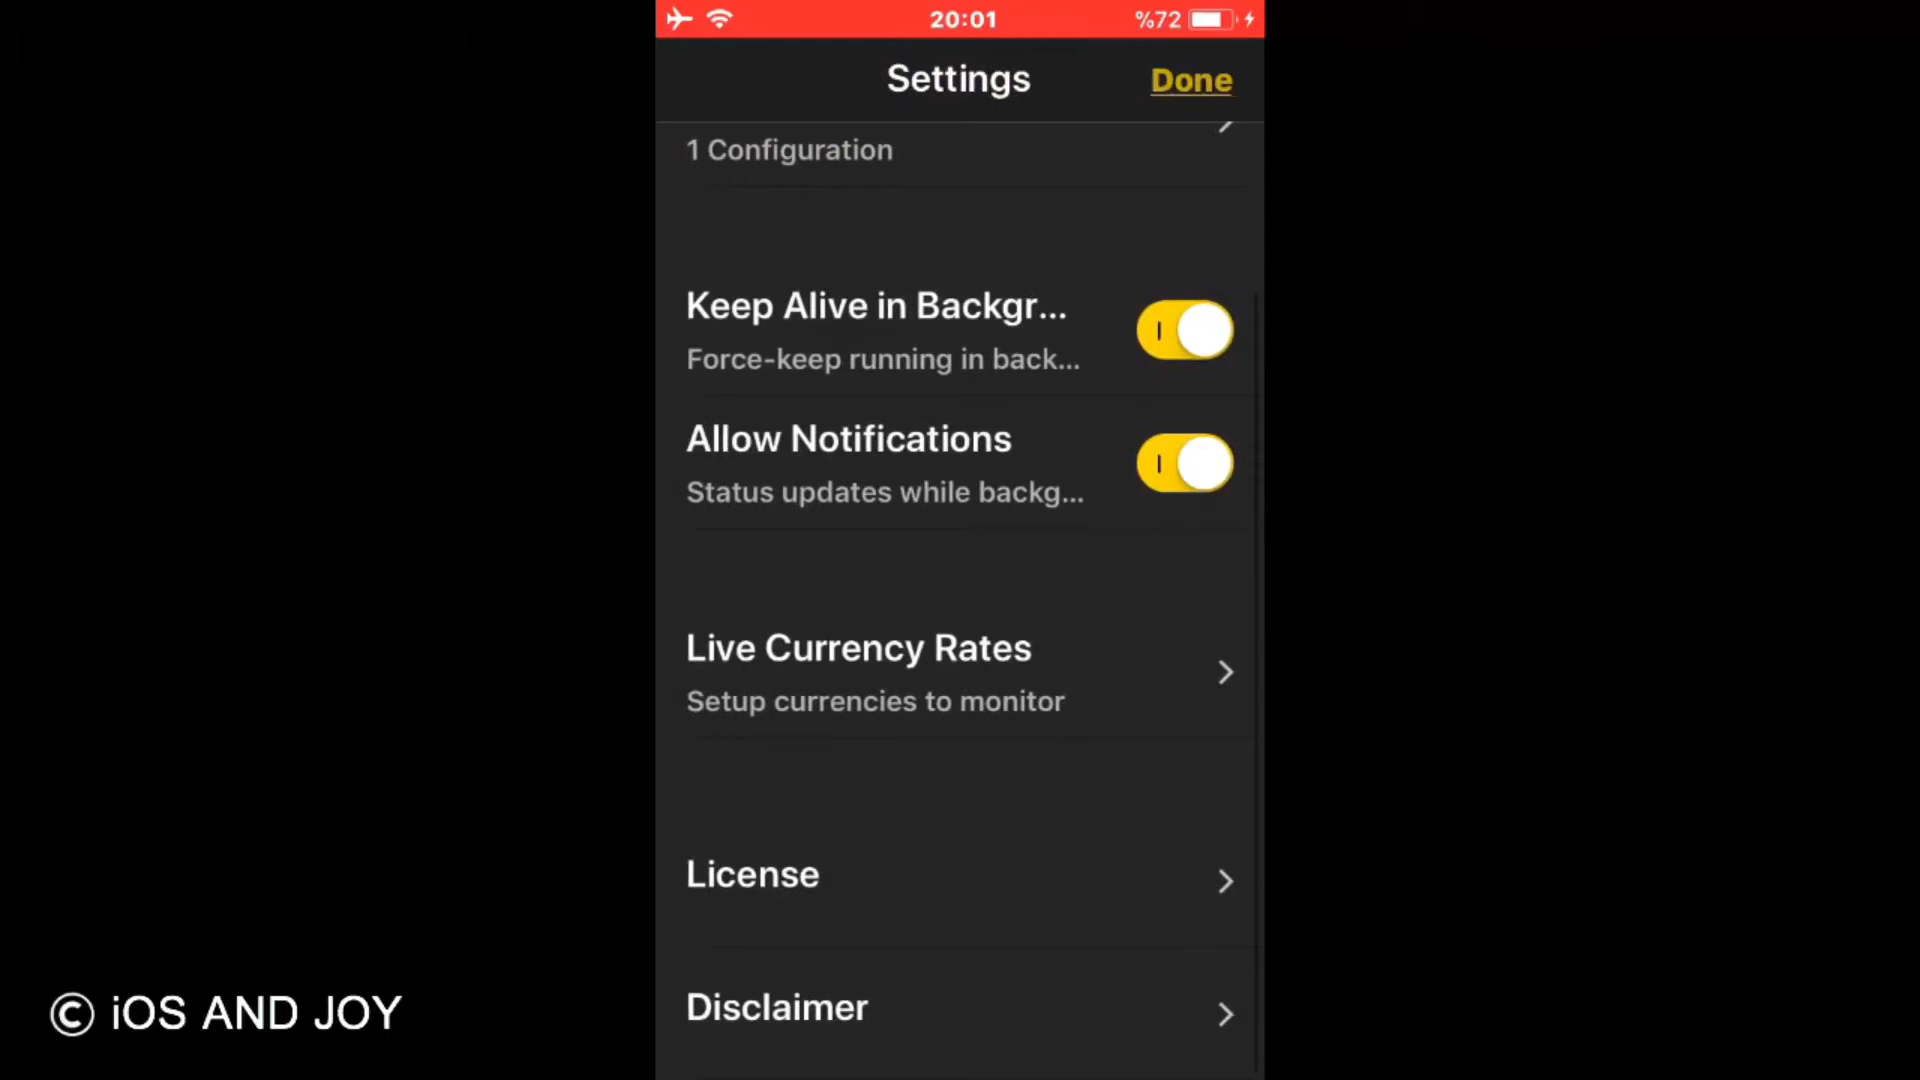 20:01
%72
Settings
Done
1 Configuration
Keep Alive in Backgr...
Force-keep running in back...
Allow Notifications
Status updates while backg...
Live Currency Rates
Setup currencies to monitor
License
Disclaimer
© iOS AND JOY